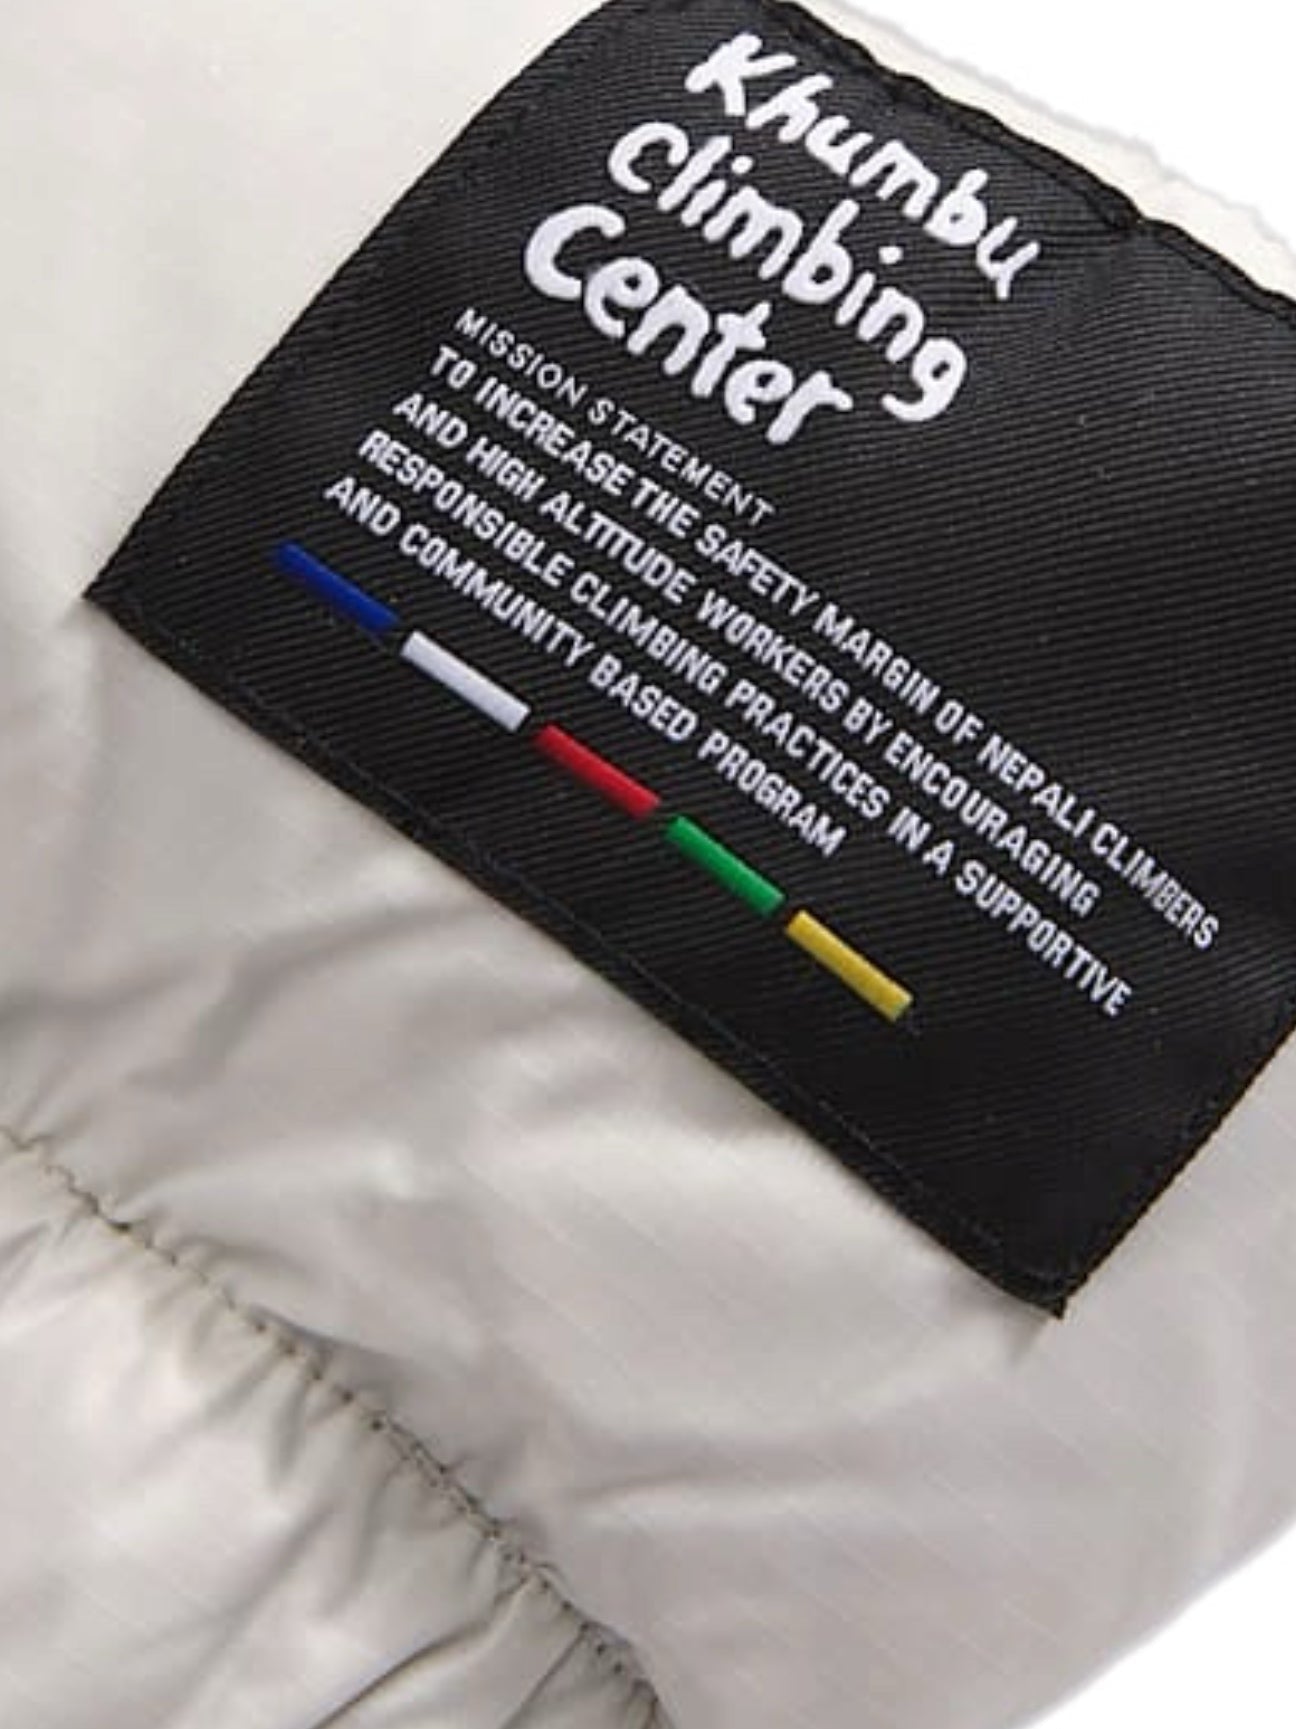 Khumbu
Climbing
Center
MISSION STATEMENT
TO INCREASE THE SAFETY MARGIN OF NEPALI CLIMBERS
AND HIGH ALTITUDE WORKERS BY ENCOURAGING
RESPONSIBLE CLIMBING PRACTICES IN A SUPPORTIVE
AND COMMUNITY BASED PROGRAM